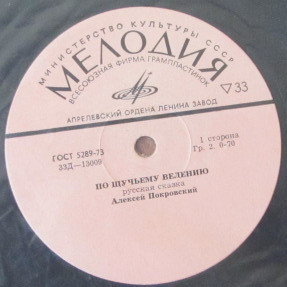 МИНИСТЕРСТВО КУЛЬТУРЫ СССР
МЕЛОДИЯ
ВСЕСОЮЗНАЯ ФИРМА ГРАМПЛАСТИНОК
▽33
АПРЕЛЕВСКИЙ ОРДЕНА ЛЕНИНА ЗАВОД
ГОСТ 5289-73
33Д—13009
1 сторона
Гр. 2. 0-70
ПО ЩУЧЬЕМУ ВЕЛЕНИЮ
русская сказка
Алексей Покровский